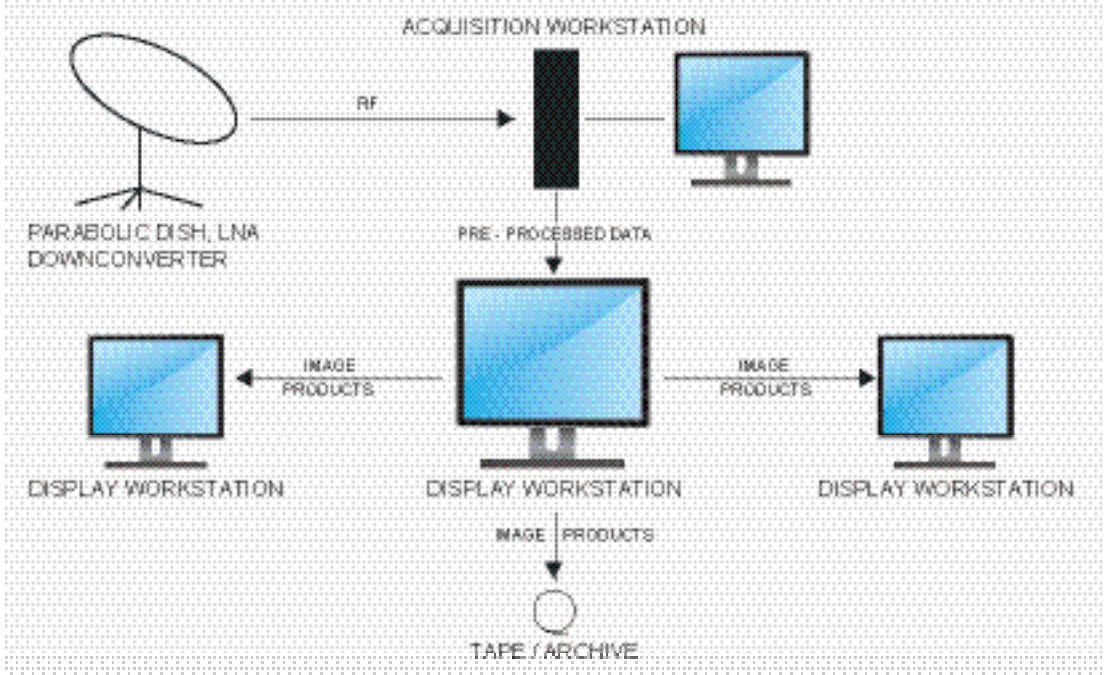 ACQUISITION WORKSTATION
RF
PARABOLIC DISH, LNA
DOWNCONVERTER
PRE - PROCESSED DATA
IMAGE
PRODUCTS
IMAGE
PRODUCTS
DISPLAY WORKSTATION
DISPLAY WORKSTATION
DISPLAY WORKSTATION
IMAGE PRODUCTS
TAPE / ARCHIVE